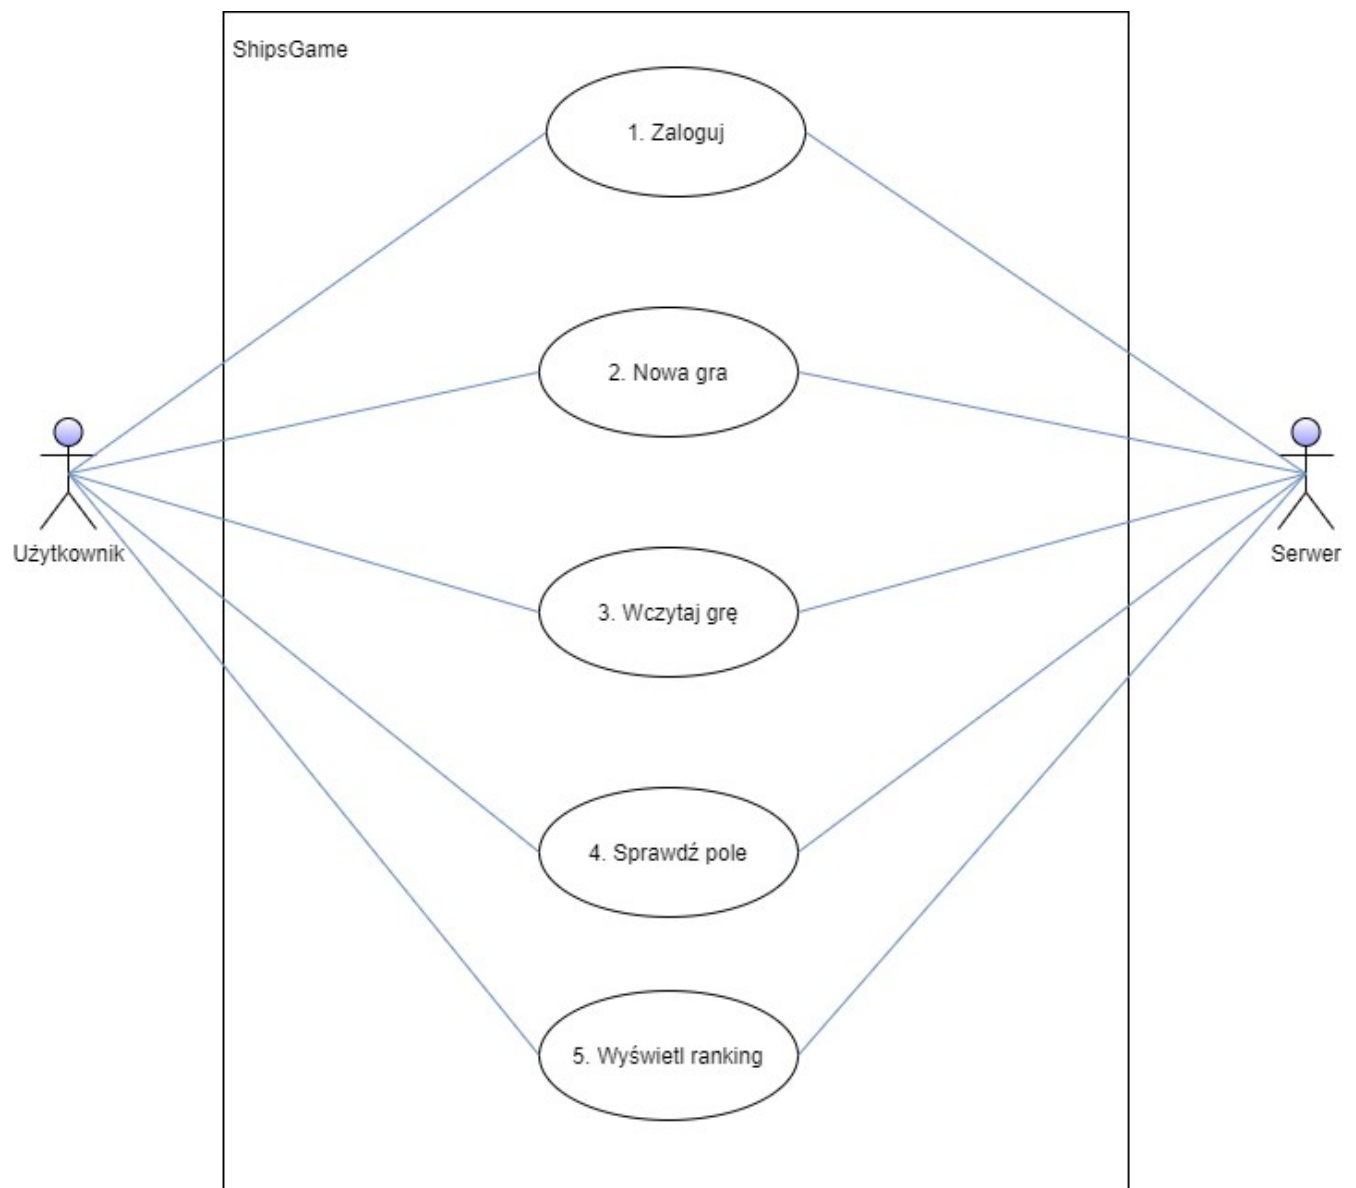 ShipsGame
1. Zaloguj
2. Nowa gra
Użytkownik
Serwer
3. Wczytaj grę
4. Sprawdź pole
5. Wyświetl ranking